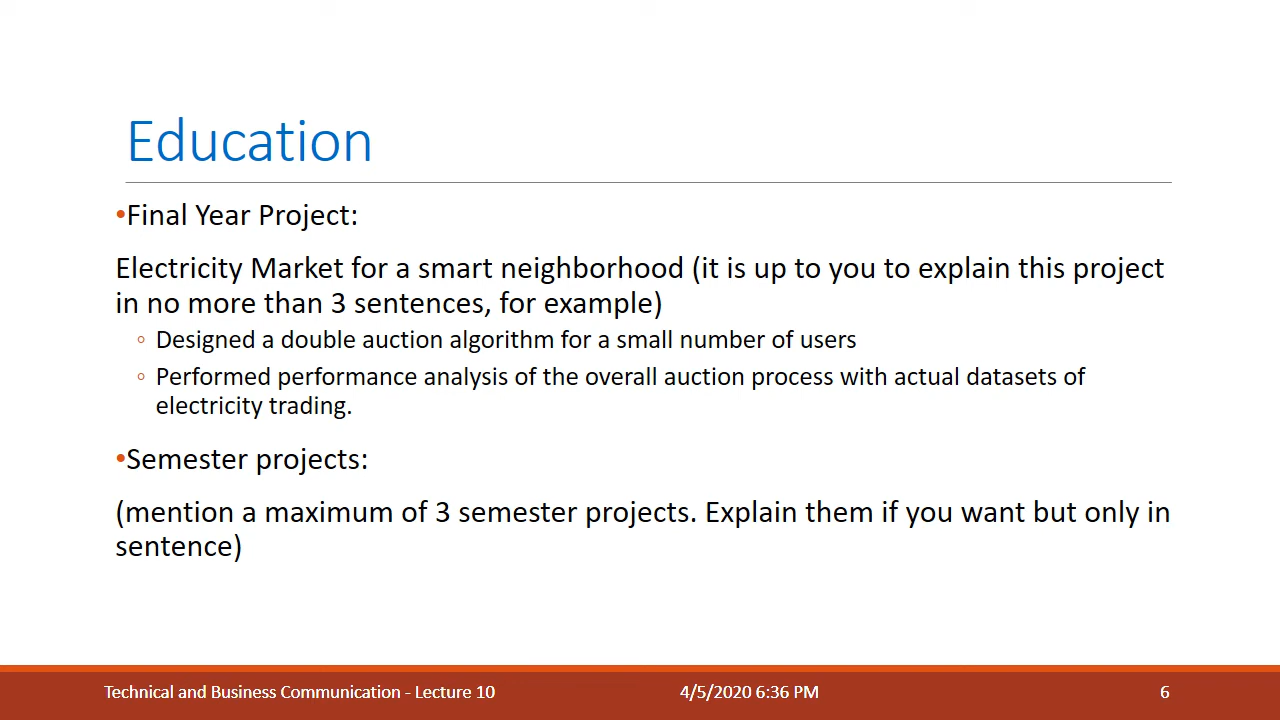 Education
•Final Year Project:
Electricity Market for a smart neighborhood (it is up to you to explain this project
in no more than 3 sentences, for example)
◦ Designed a double auction algorithm for a small number of users
◦ Performed performance analysis of the overall auction process with actual datasets of
electricity trading.
•Semester projects:
(mention a maximum of 3 semester projects. Explain them if you want but only in
sentence)
Technical and Business Communication - Lecture 10 4/5/2020 6:36 PM 6